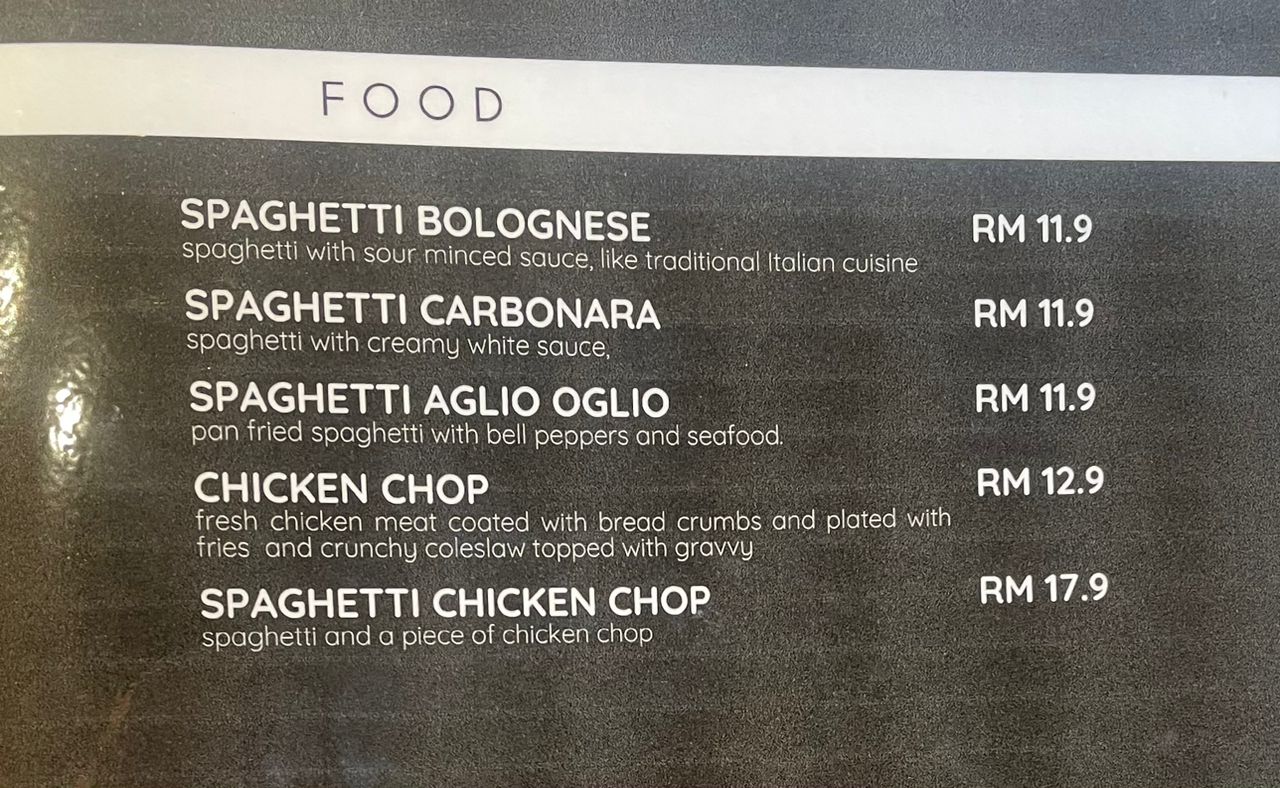 FOOD
SPAGHETTI BOLOGNESE RM 11.9
spaghetti with sour minced sauce, like traditional Italian cuisine
SPAGHETTI CARBONARA RM 11.9
spaghetti with creamy white sauce,
SPAGHETTI AGLIO OGLIO RM 11.9
pan fried spaghetti with bell peppers and seafood.
CHICKEN CHOP RM 12.9
fresh chicken meat coated with bread crumbs and plated with
fries and crunchy coleslaw topped with gravvy
SPAGHETTI CHICKEN CHOP RM 17.9
spaghetti and a piece of chicken chop